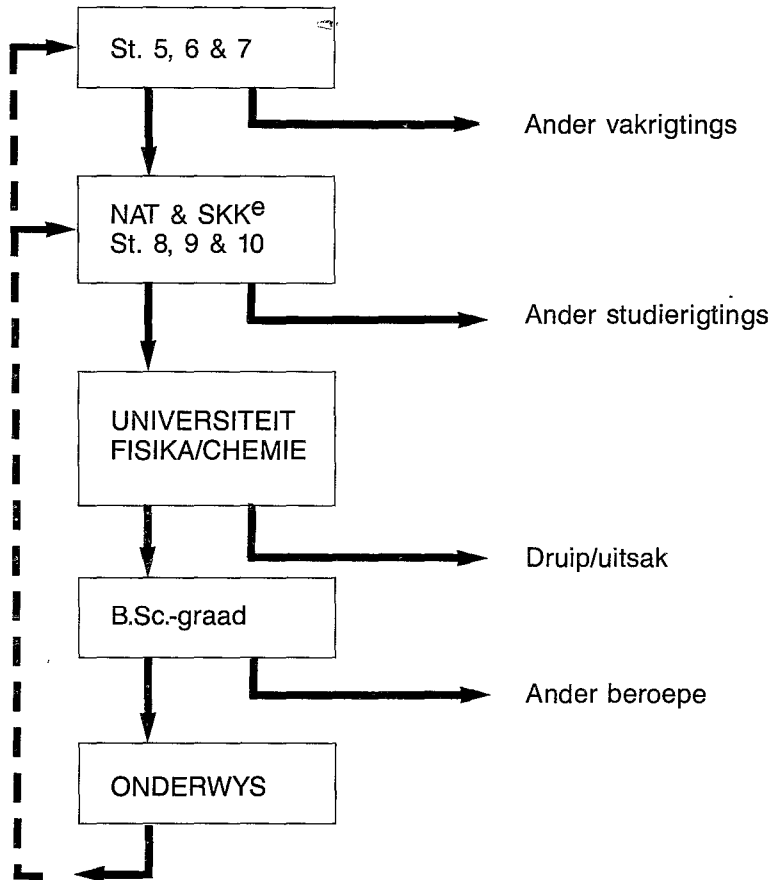 St. 5, 6 & 7
Ander vakrigtings
NAT & SKKe
St. 8, 9 & 10
Ander studierigtings
UNIVERSITEIT
FISIKA/CHEMIE
Druip/uitsak
B.Sc.-graad
Ander beroepe
ONDERWYS